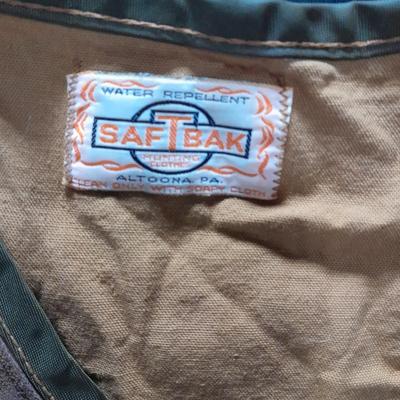 WATER REPELLENT
SAFTBAK
HUNTING
CLOTHES
ALTOONA, PA.
CLEAN ONLY WITH SOAPY CLOTH